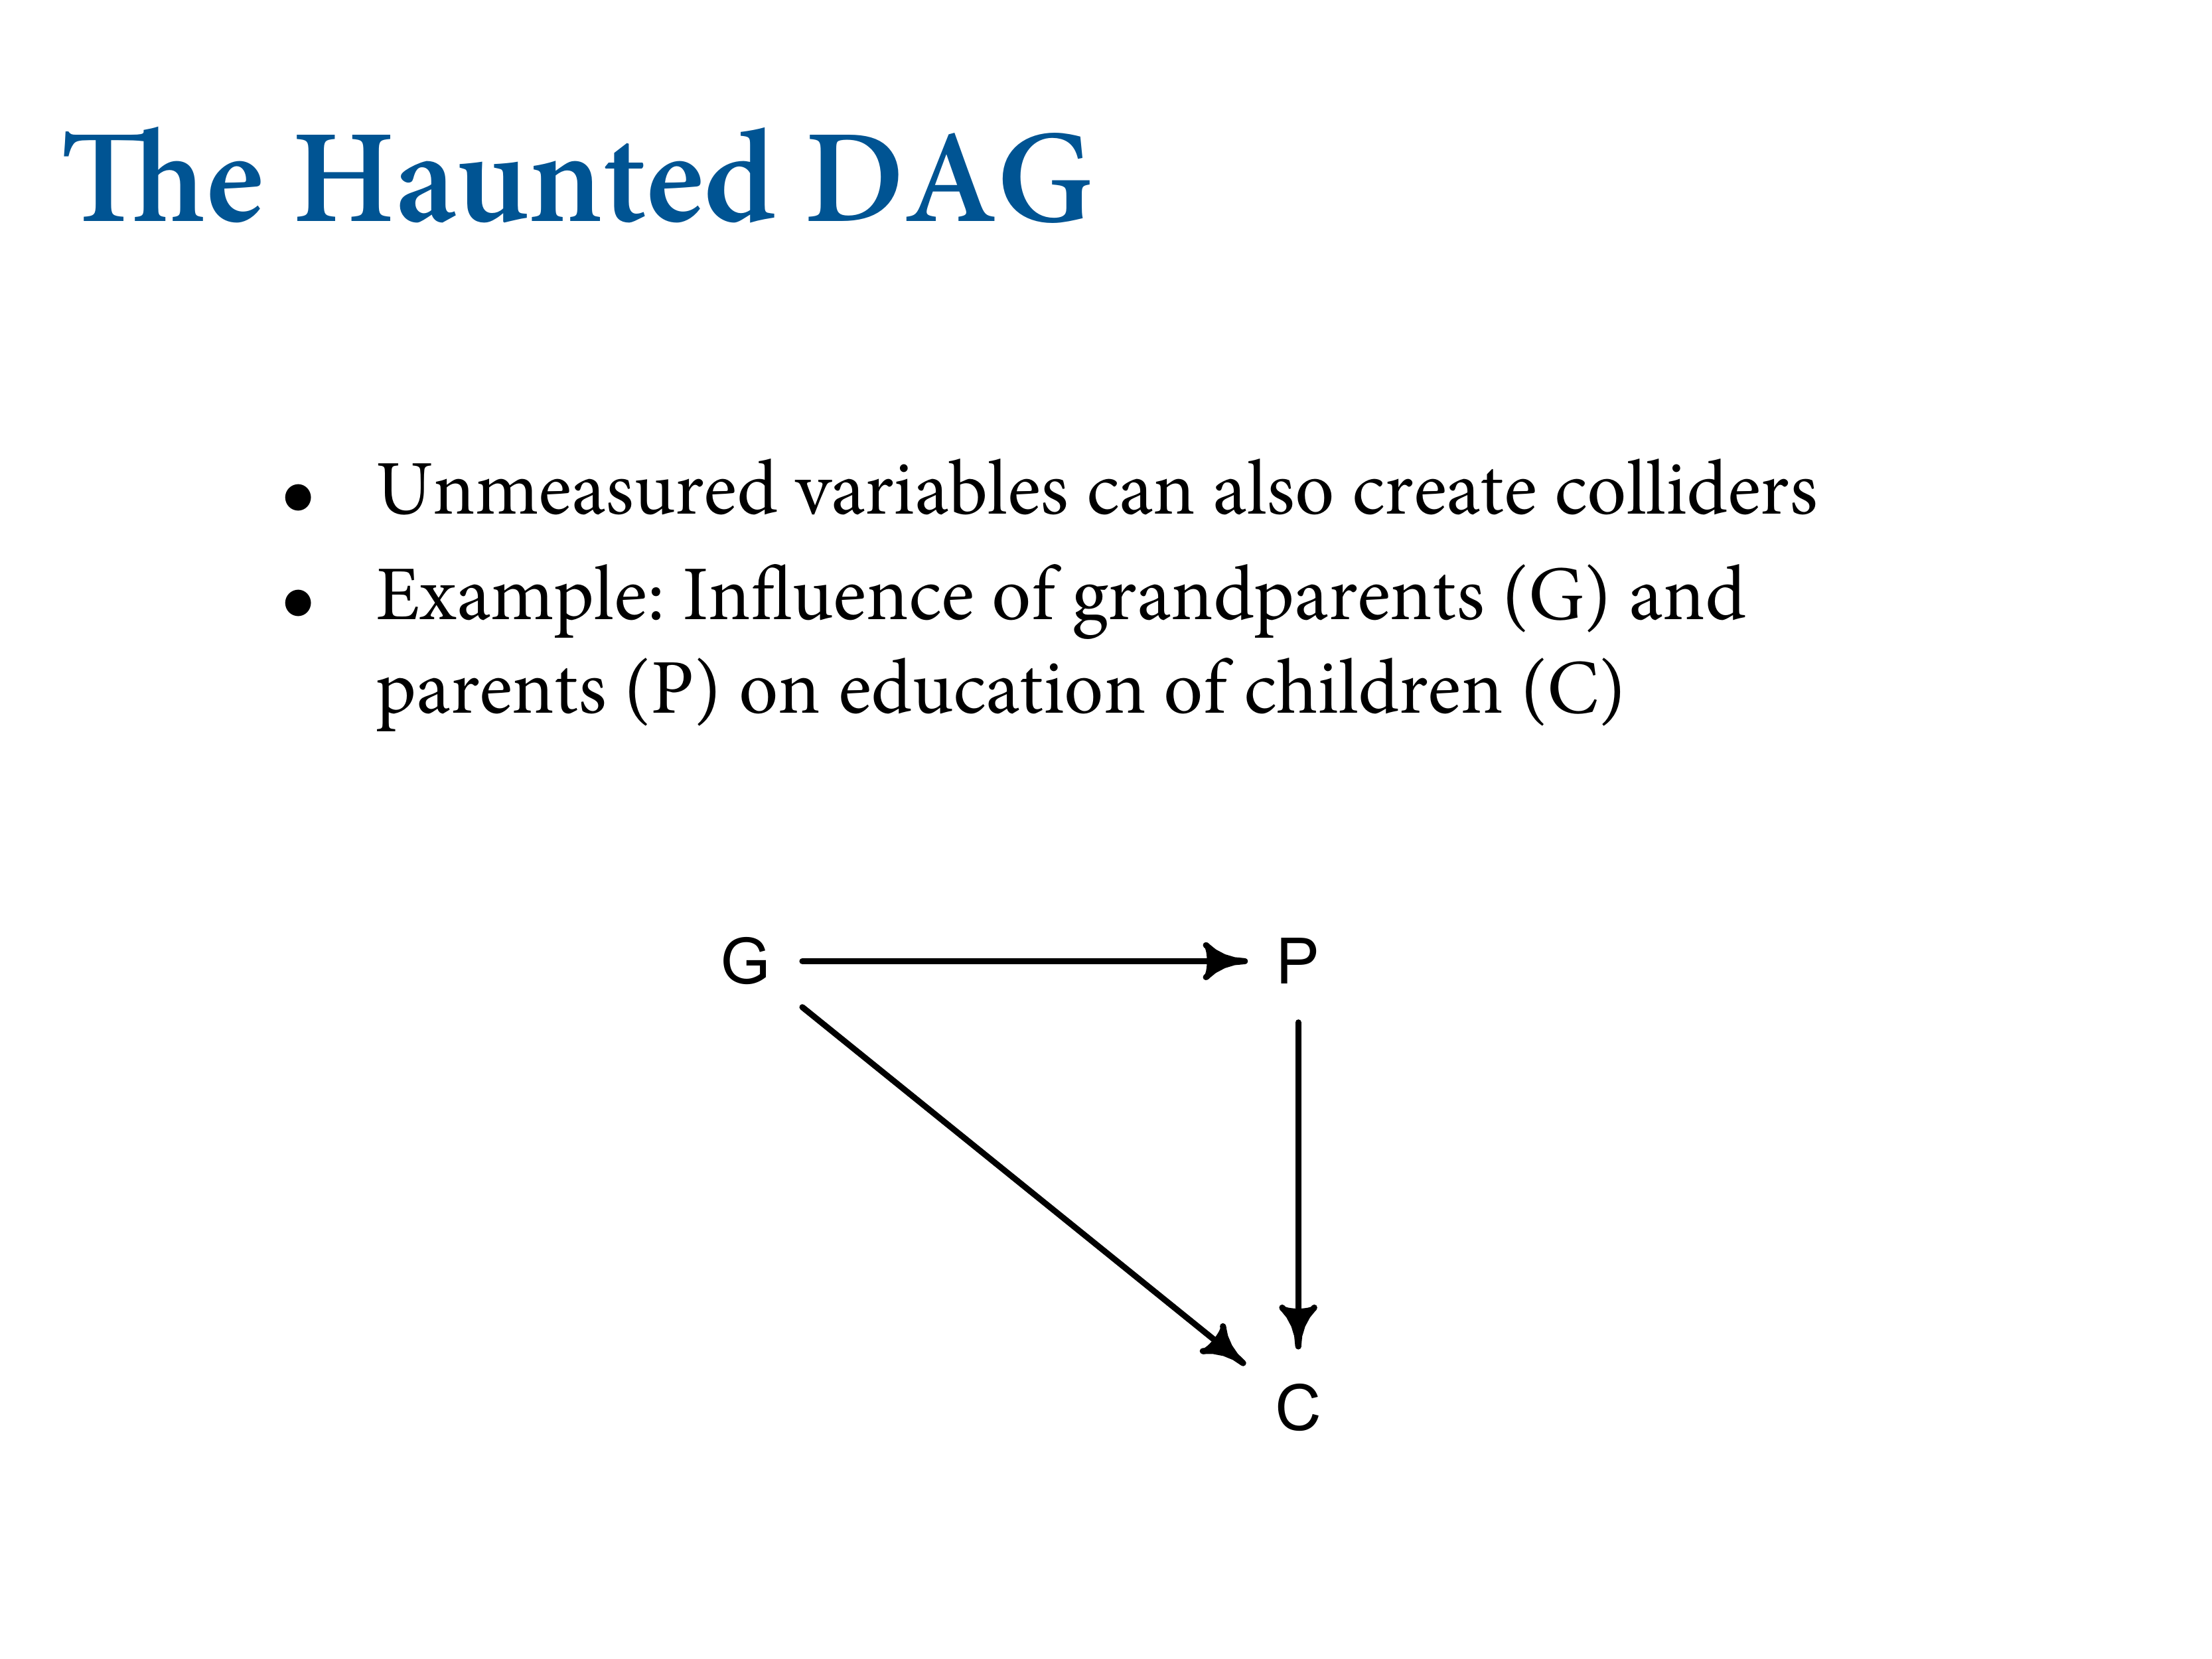 The Haunted DAG
• Unmeasured variables can also create colliders
• Example: Influence of grandparents (G) and
parents (P) on education of children (C)
G P
C